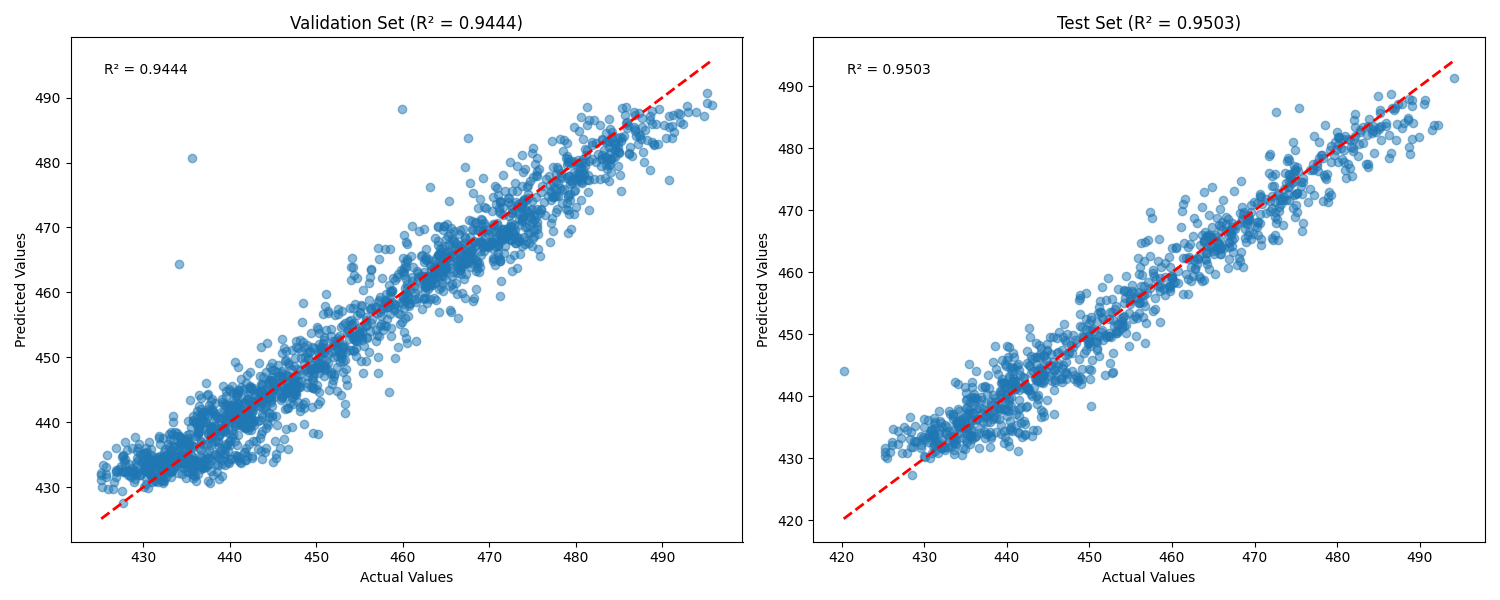 Validation Set (R² = 0.9444)
R² = 0.9444
490
480
470
460
450
440
430
430 440 450 460 470 480 490
Predicted Values
Actual Values
Test Set (R² = 0.9503)
R² = 0.9503
490
480
470
460
450
440
430
420
420 430 440 450 460 470 480 490
Predicted Values
Actual Values